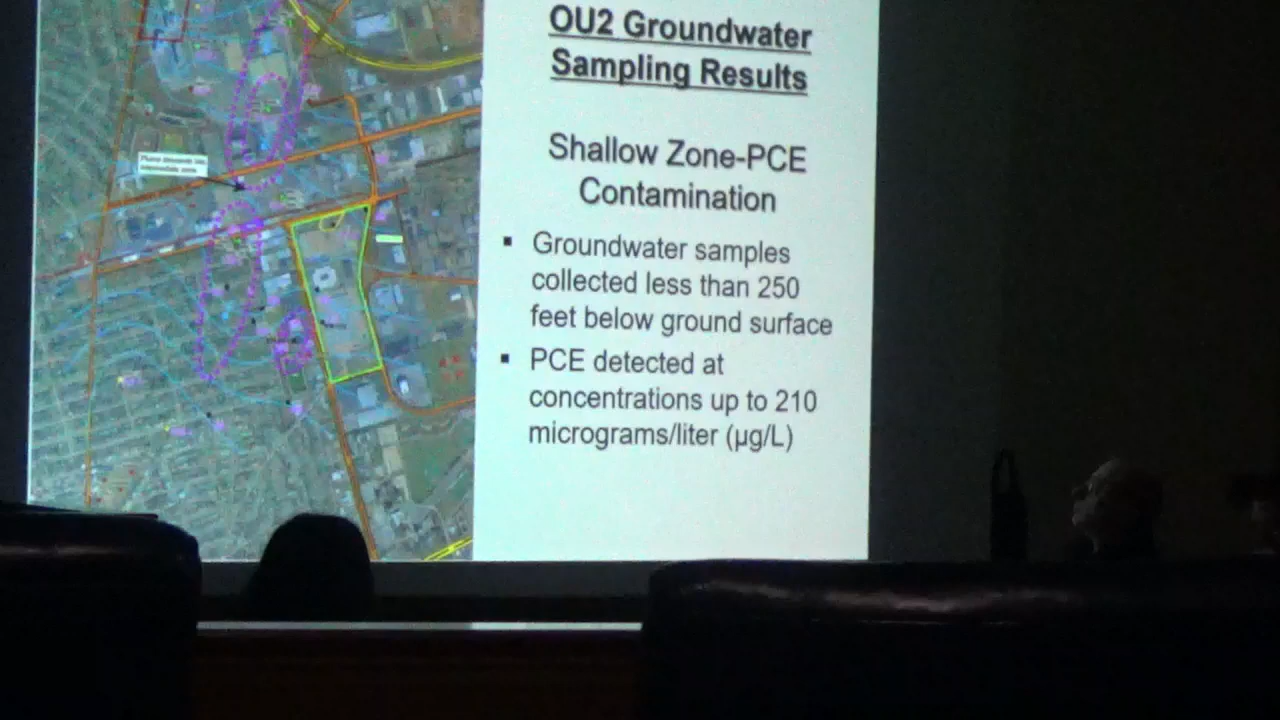 OU2 Groundwater
Sampling Results
Shallow Zone-PCE
Contamination
▪ Groundwater samples
collected less than 250
feet below ground surface
▪ PCE detected at
concentrations up to 210
micrograms/liter (µg/L)